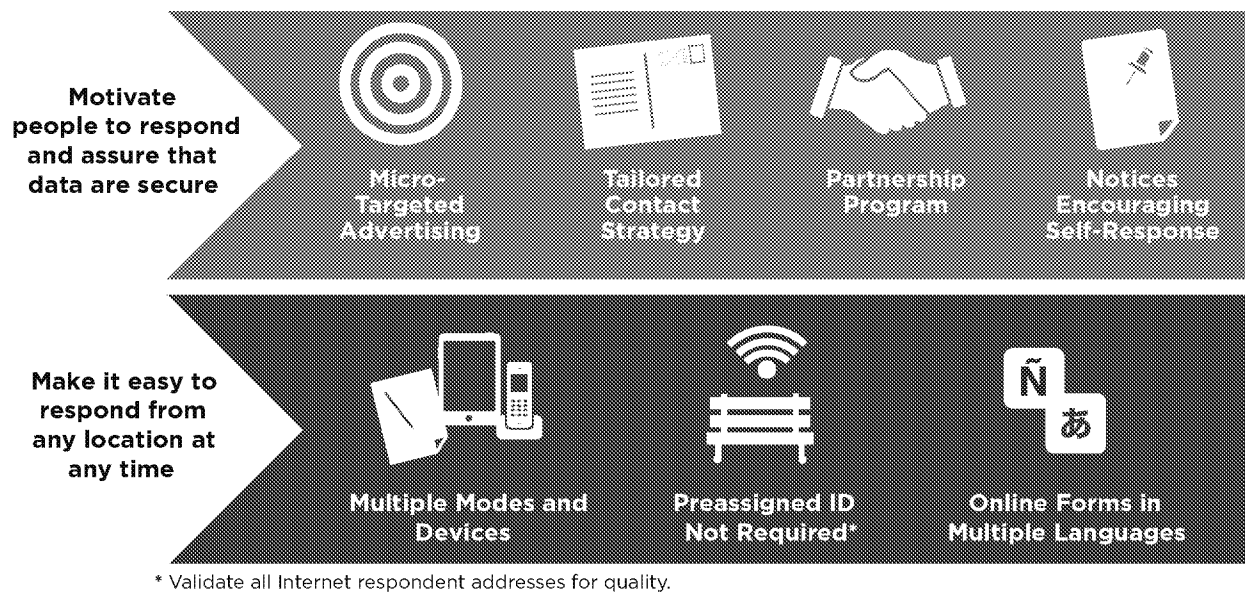 Motivate
people to respond
and assure that
data are secure
Micro-
Targeted
Advertising
Tailored
Contact
Strategy
Partnership
Program
Notices
Encouraging
Self-Response
Make it easy to
respond from
any location at
any time
Ñ
あ
Multiple Modes and
Devices
Preassigned ID
Not Required*
Online Forms in
Multiple Languages
* Validate all Internet respondent addresses for quality.